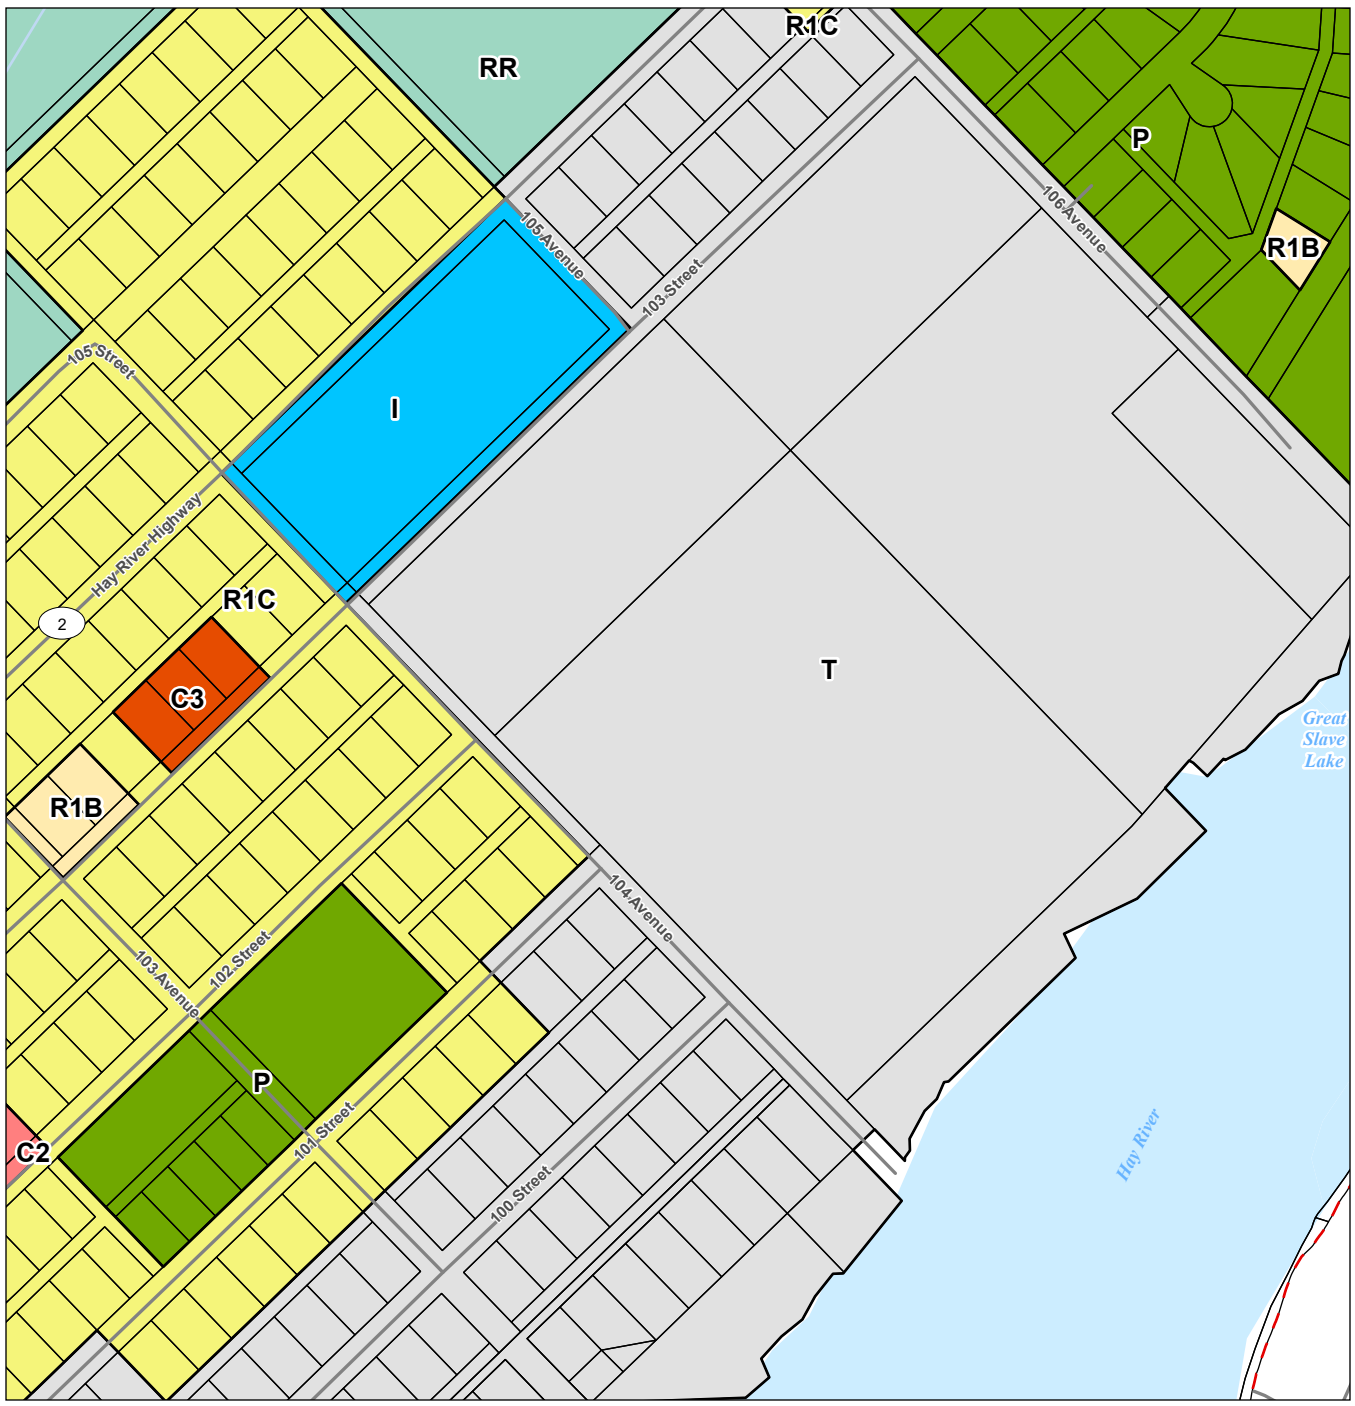 R1C
RR
P
106 Avenue
105 Avenue
R1B
103 Street
105 Street
I
Hay River Highway
R1C
2
T
C3
Great
Slave
Lake
R1B
104 Avenue
102 Street
103 Avenue
P
101 Street
Hay River
C2
100 Street